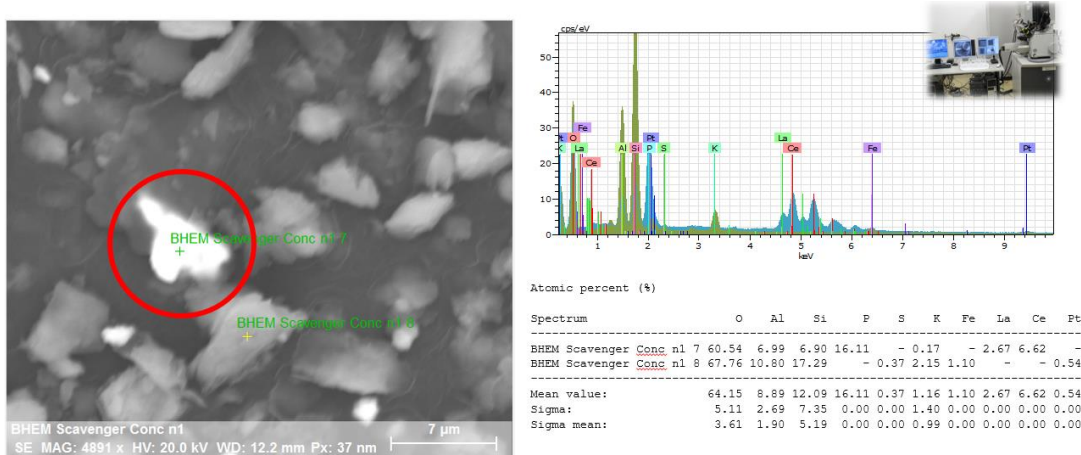 BHEM Scavenger Conc n1 7
BHEM Scavenger Conc n1 8
BHEM Scavenger Conc n1
SE MAG: 4891 x HV: 20.0 kV WD: 12.2 mm Px: 37 nm
7 µm
cps/eV
50
40
30
20
10
0
Fe
O
K
La
Ce
Al
Si
P
Pt
S
K
La
Ce
Fe
Pt
1
2
3
4
5
6
7
8
9
keV
Atomic percent (%)
Spectrum O Al Si P S K Fe La Ce Pt
BHEM Scavenger Conc n1 7 60.54 6.99 6.90 16.11 - 0.17 - 2.67 6.62 -
BHEM Scavenger Conc n1 8 67.76 10.80 17.29 - 0.37 2.15 1.10 - - 0.54
Mean value: 64.15 8.89 12.09 16.11 0.37 1.16 1.10 2.67 6.62 0.54
Sigma: 5.11 2.69 7.35 0.00 0.00 1.40 0.00 0.00 0.00 0.00
Sigma mean: 3.61 1.90 5.19 0.00 0.00 0.99 0.00 0.00 0.00 0.00